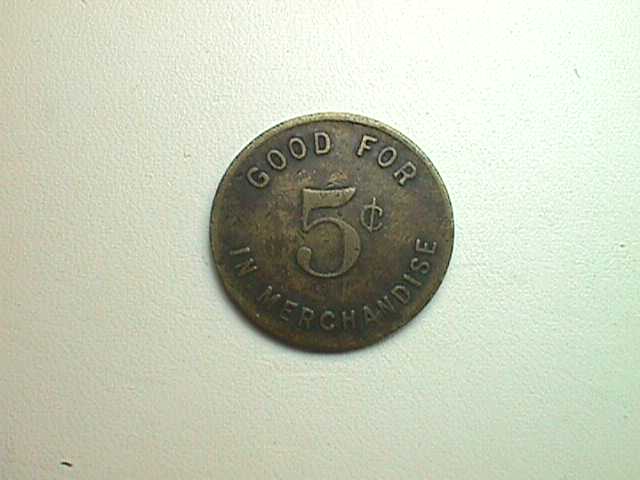 GOOD FOR
5¢
IN MERCHANDISE